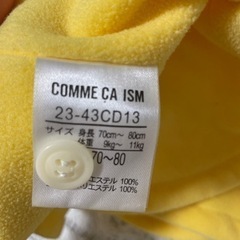 COMME CA ISM
23-43CD13
サイズ 身長 70cm～ 80cm
体重 9kg～ 11kg
70～80
エステル 100%
リエステル 100%